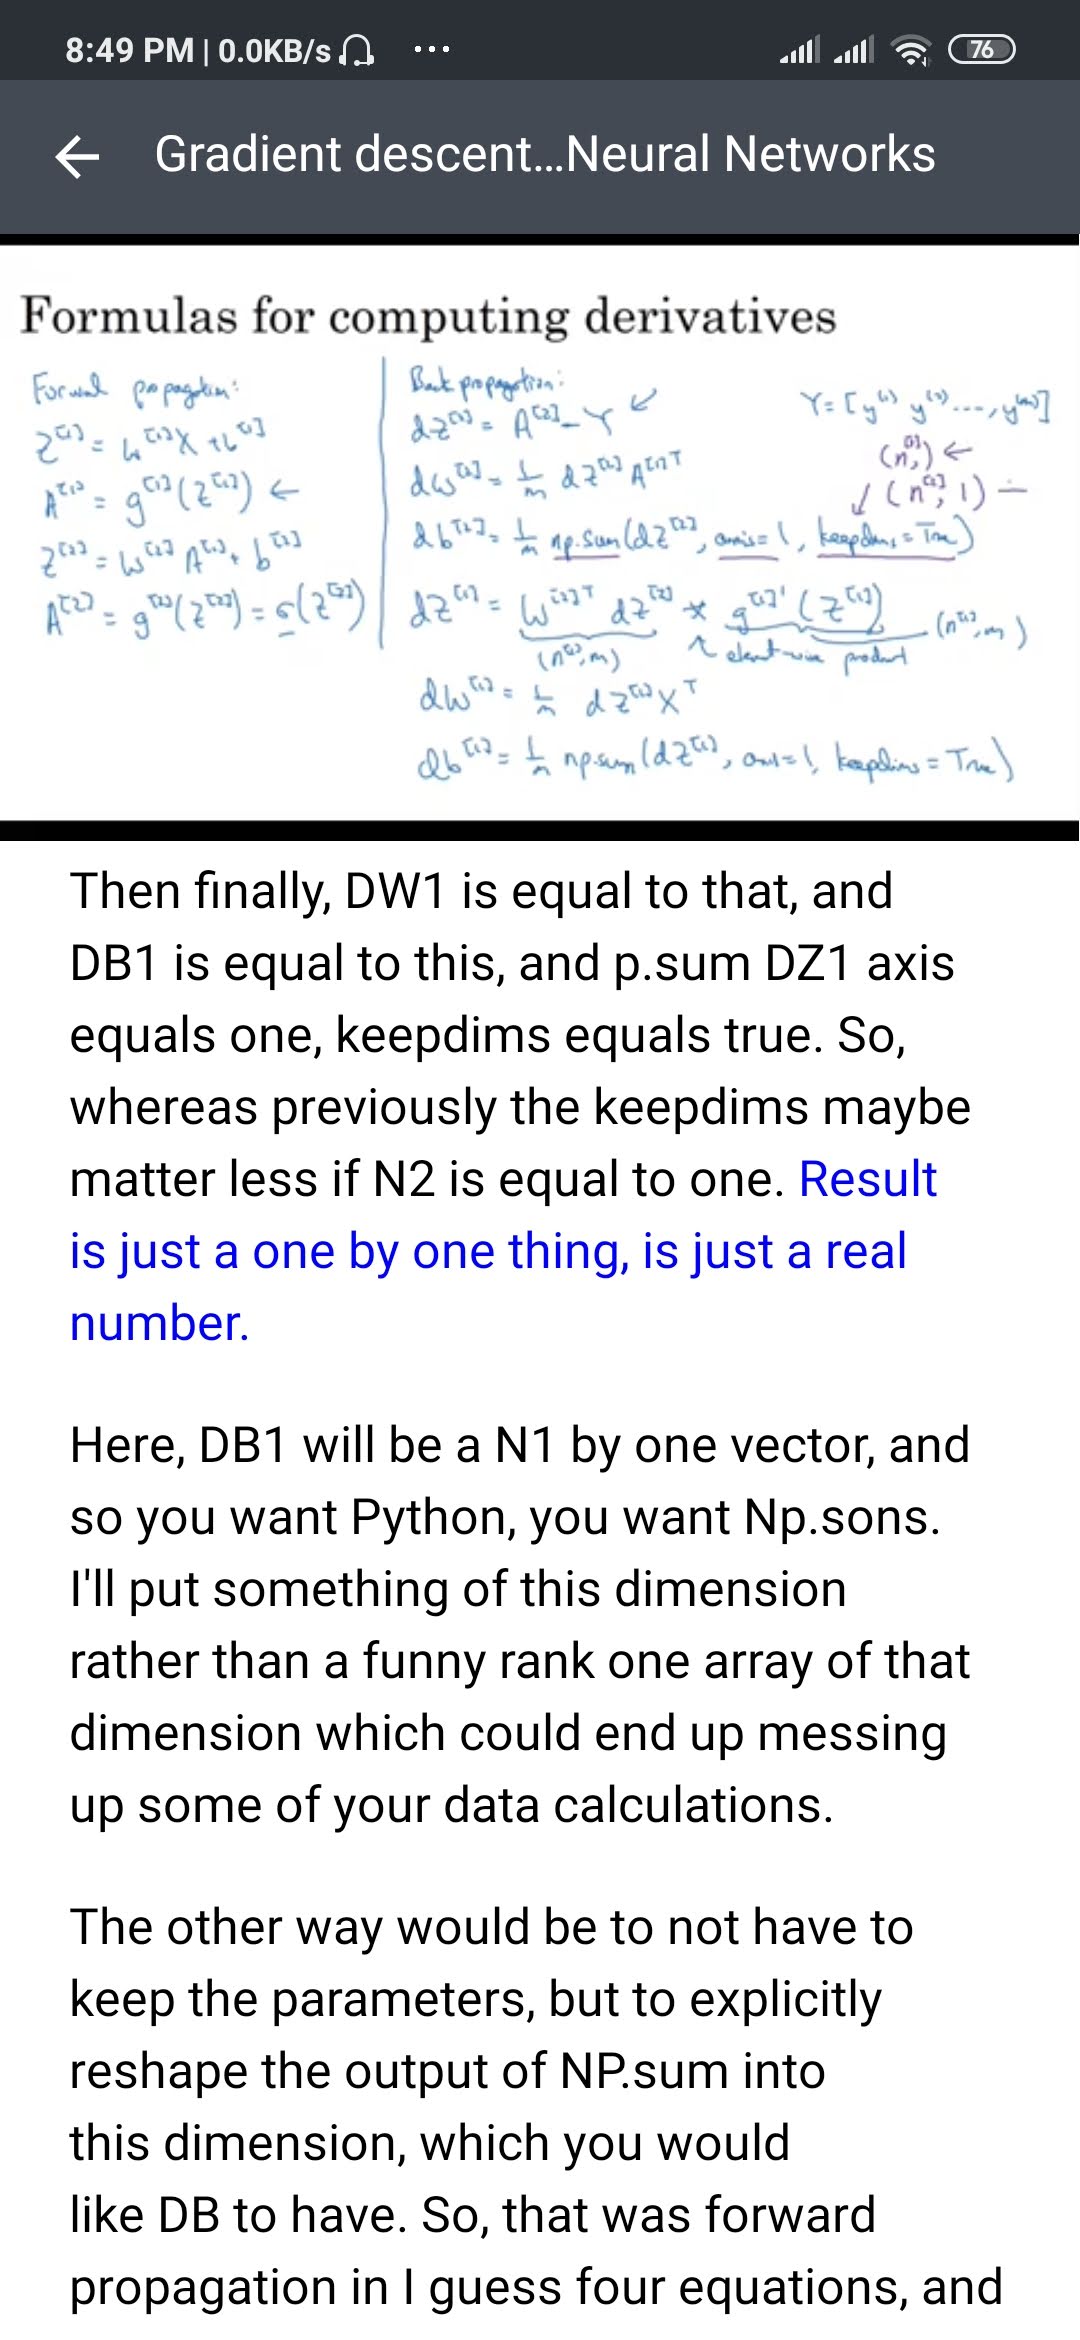 8:49 PM | 0.0KB/s ... 76
← Gradient descent...Neural Networks
Formulas for computing derivatives
Forward propagation:
Z[1] = W[1]X + b[1]
A[1] = g[1](Z[1]) ←
Z[2] = W[2] A[1] + b[2]
A[2] = g[2](Z[2]) = σ(Z[2])
Back propagation:
dZ[2] = A[2] - Y
dW[2] = 1/m dZ[2] A[1]T
db[2] = 1/m np.sum(dZ[2], axis=1, keepdims=True)
dZ[1] = W[2]T dZ[2] * g[1]'(Z[1])
(n[1], m) element-wise product (n[1], m)
dW[1] = 1/m dZ[1] XT
db[1] = 1/m np.sum(dZ[1], axis=1, keepdims=True)
Y = [y(1) y(2) ..., y(m)]
(n[2],) ←
(n[2], 1)
Then finally, DW1 is equal to that, and
DB1 is equal to this, and p.sum DZ1 axis
equals one, keepdims equals true. So,
whereas previously the keepdims maybe
matter less if N2 is equal to one. Result
is just a one by one thing, is just a real
number.
Here, DB1 will be a N1 by one vector, and
so you want Python, you want Np.sons.
I'll put something of this dimension
rather than a funny rank one array of that
dimension which could end up messing
up some of your data calculations.
The other way would be to not have to
keep the parameters, but to explicitly
reshape the output of NP.sum into
this dimension, which you would
like DB to have. So, that was forward
propagation in I guess four equations, and